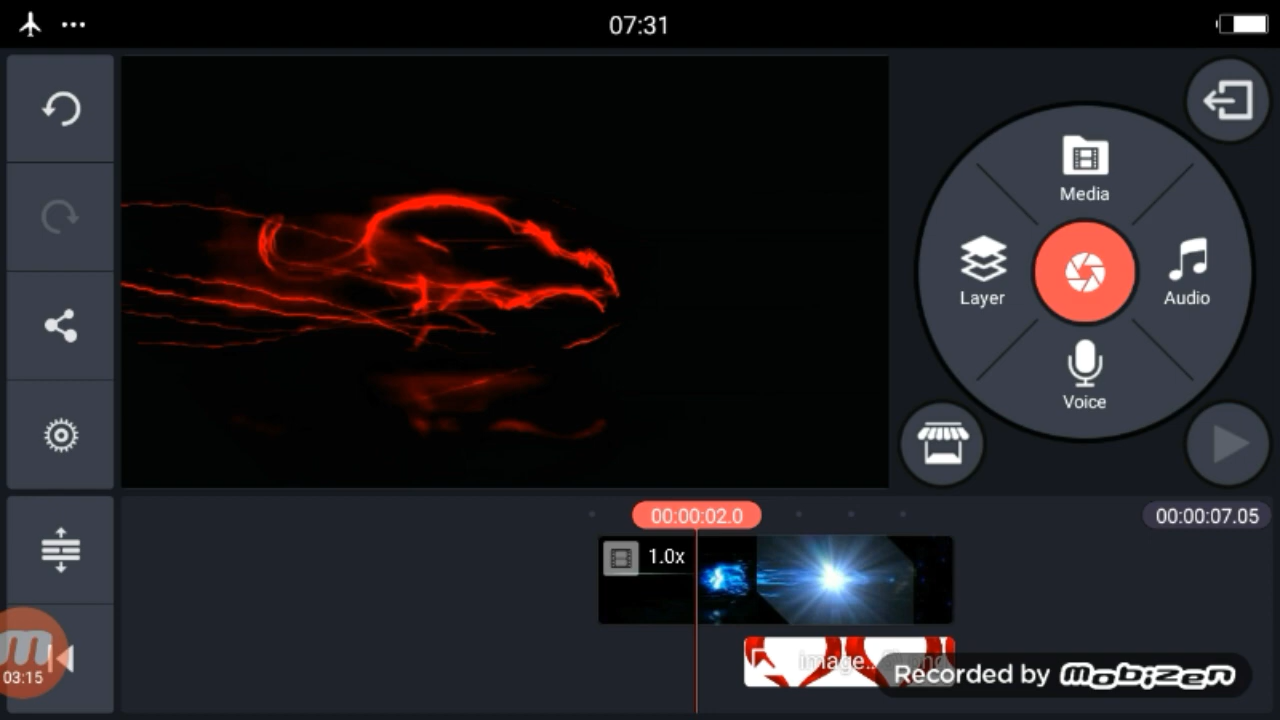 07:31
Media
Layer
Audio
Voice
00:00:02.0
00:00:07.05
1.0x
image..
Recorded by mobizen
03:15